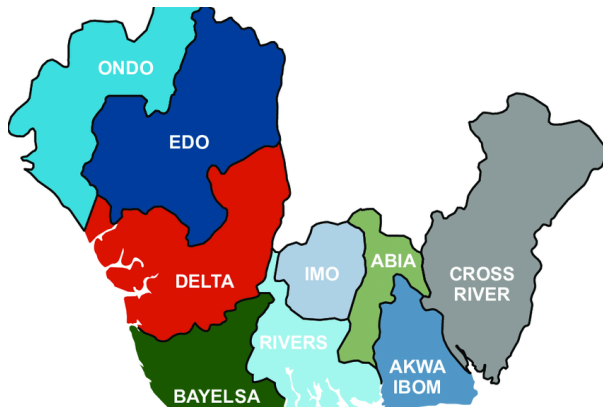 ONDO
EDO
DELTA
IMO
ABIA
CROSS
RIVER
RIVERS
AKWA
IBOM
BAYELSA